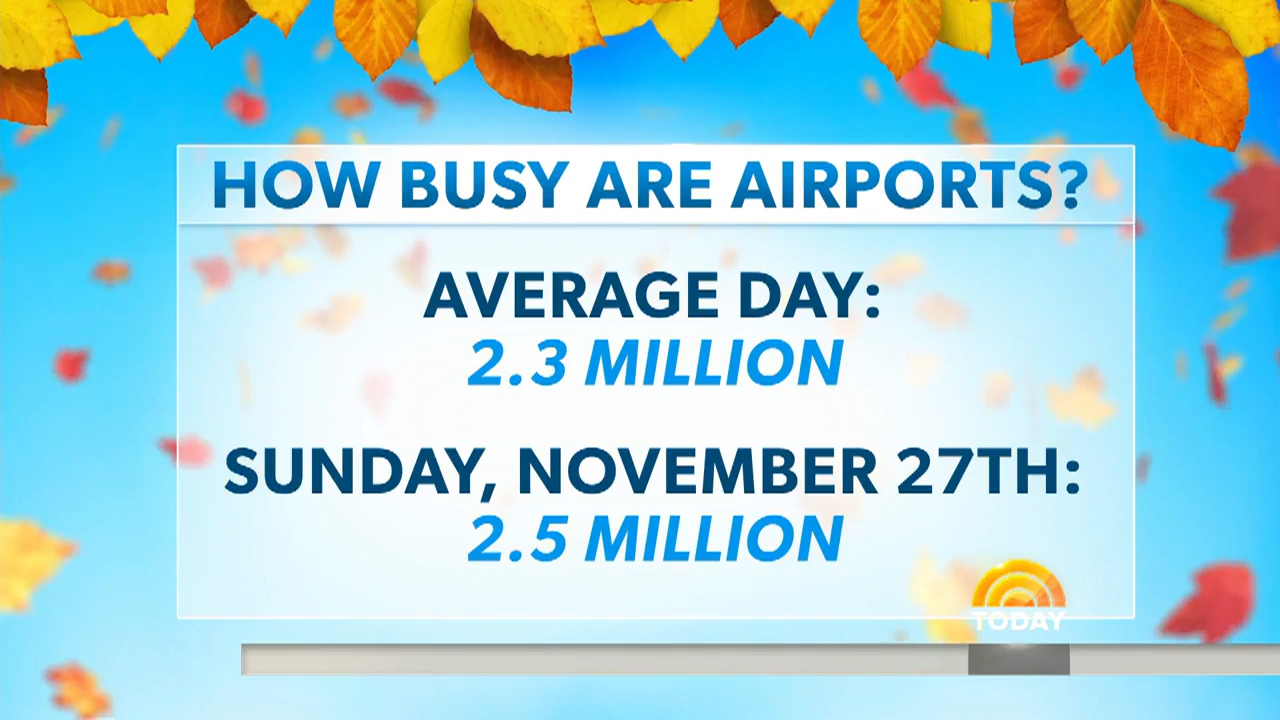 HOW BUSY ARE AIRPORTS?
AVERAGE DAY:
2.3 MILLION
SUNDAY, NOVEMBER 27TH:
2.5 MILLION
TODAY